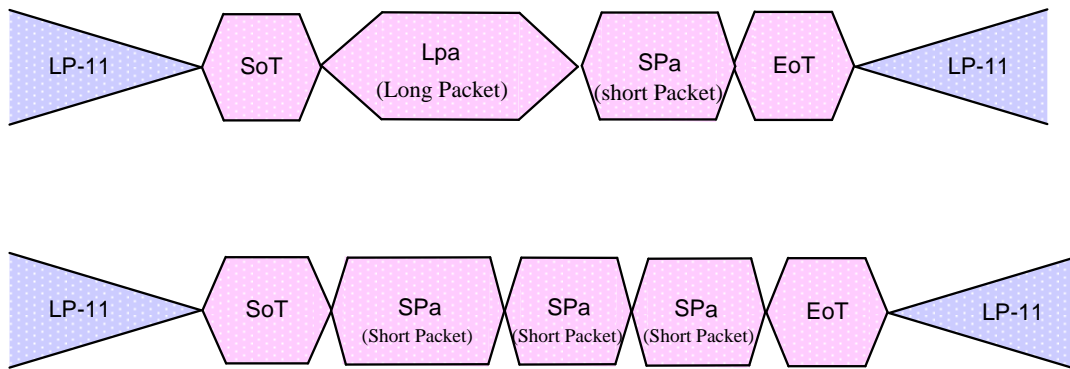 LP-11 SoT Lpa (Long Packet) SPa (short Packet) EoT LP-11
LP-11 SoT SPa (Short Packet) SPa (Short Packet) SPa (Short Packet) EoT LP-11